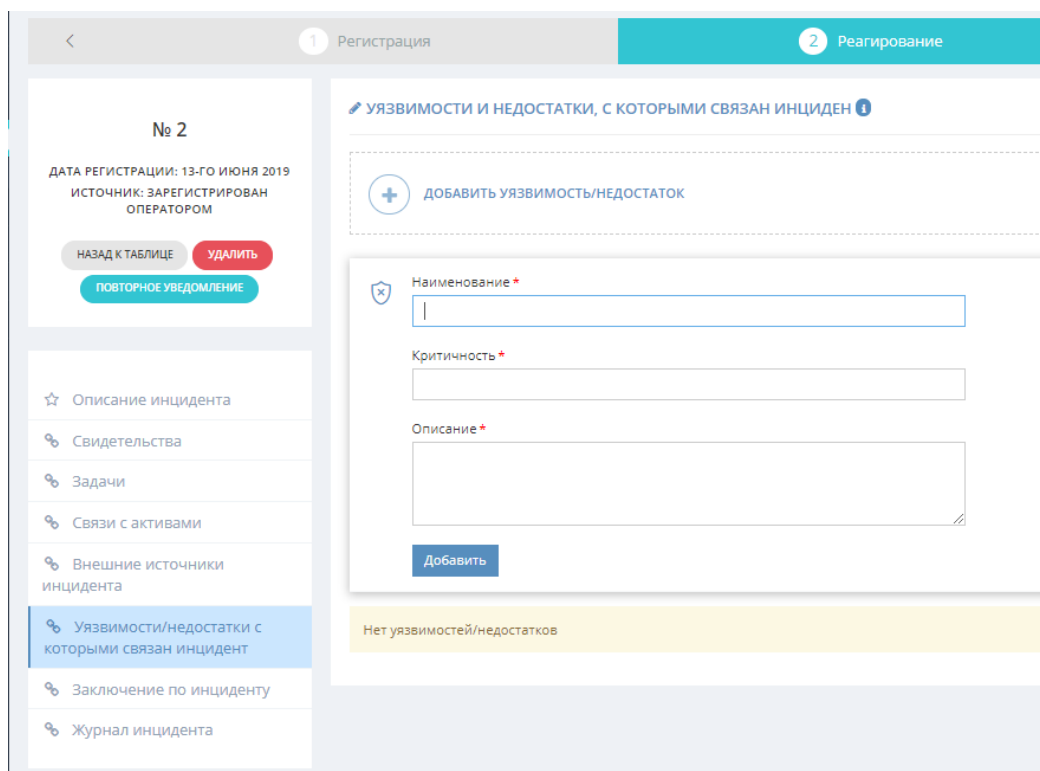 1 Регистрация
2 Реагирование
№ 2
ДАТА РЕГИСТРАЦИИ: 13-ГО ИЮНЯ 2019
ИСТОЧНИК: ЗАРЕГИСТРИРОВАН
ОПЕРАТОРОМ
НАЗАД К ТАБЛИЦЕ
УДАЛИТЬ
ПОВТОРНОЕ УВЕДОМЛЕНИЕ
Описание инцидента
Свидетельства
Задачи
Связи с активами
Внешние источники
инцидента
Уязвимости/недостатки с
которыми связан инцидент
Заключение по инциденту
Журнал инцидента
УЯЗВИМОСТИ И НЕДОСТАТКИ, С КОТОРЫМИ СВЯЗАН ИНЦИДЕН
ДОБАВИТЬ УЯЗВИМОСТЬ/НЕДОСТАТОК
Наименование *
Критичность *
Описание *
Добавить
Нет уязвимостей/недостатков